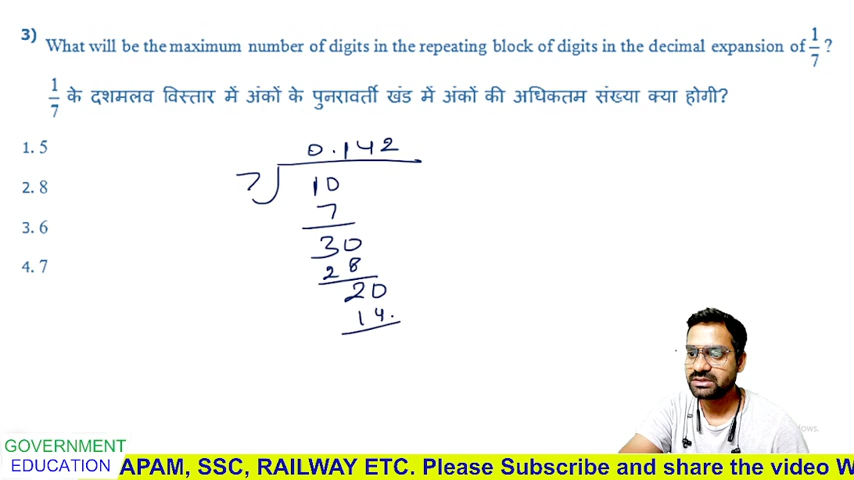 3) What will be the maximum number of digits in the repeating block of digits in the decimal expansion of 1/7 ?
1/7 के दशमलव विस्तार में अंकों के पुनरावर्ती खंड में अंकों की अधिकतम संख्या क्या होगी?
1. 5
2. 8
3. 6
4. 7
0.142
7 10
7
30
28
20
14.
GOVERNMENT
EDUCATION
APAM, SSC, RAILWAY ETC. Please Subscribe and share the video W